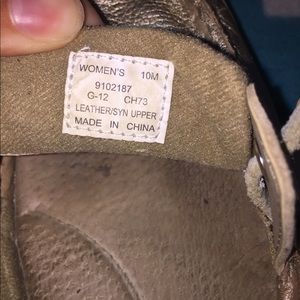 WOMEN'S 10M
9102187
G-12 CH73
LEATHER/SYN UPPER
MADE IN CHINA